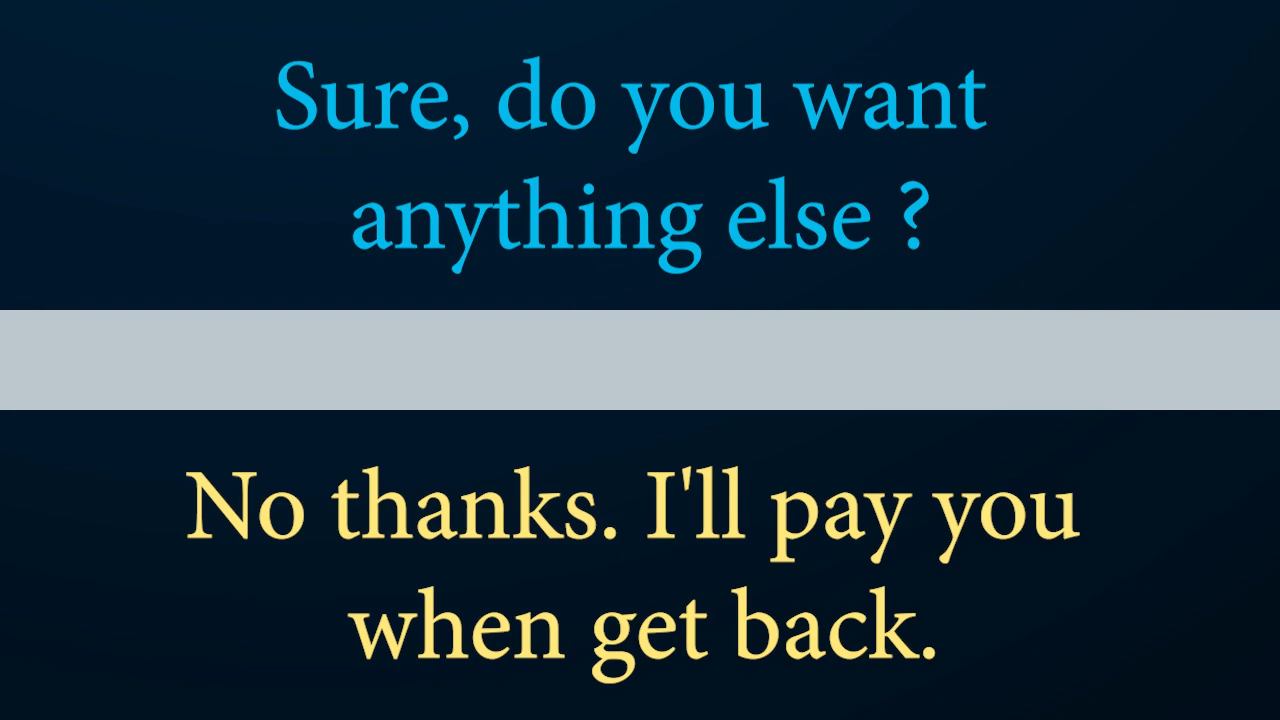 Sure, do you want
anything else ?
No thanks. I'll pay you
when get back.